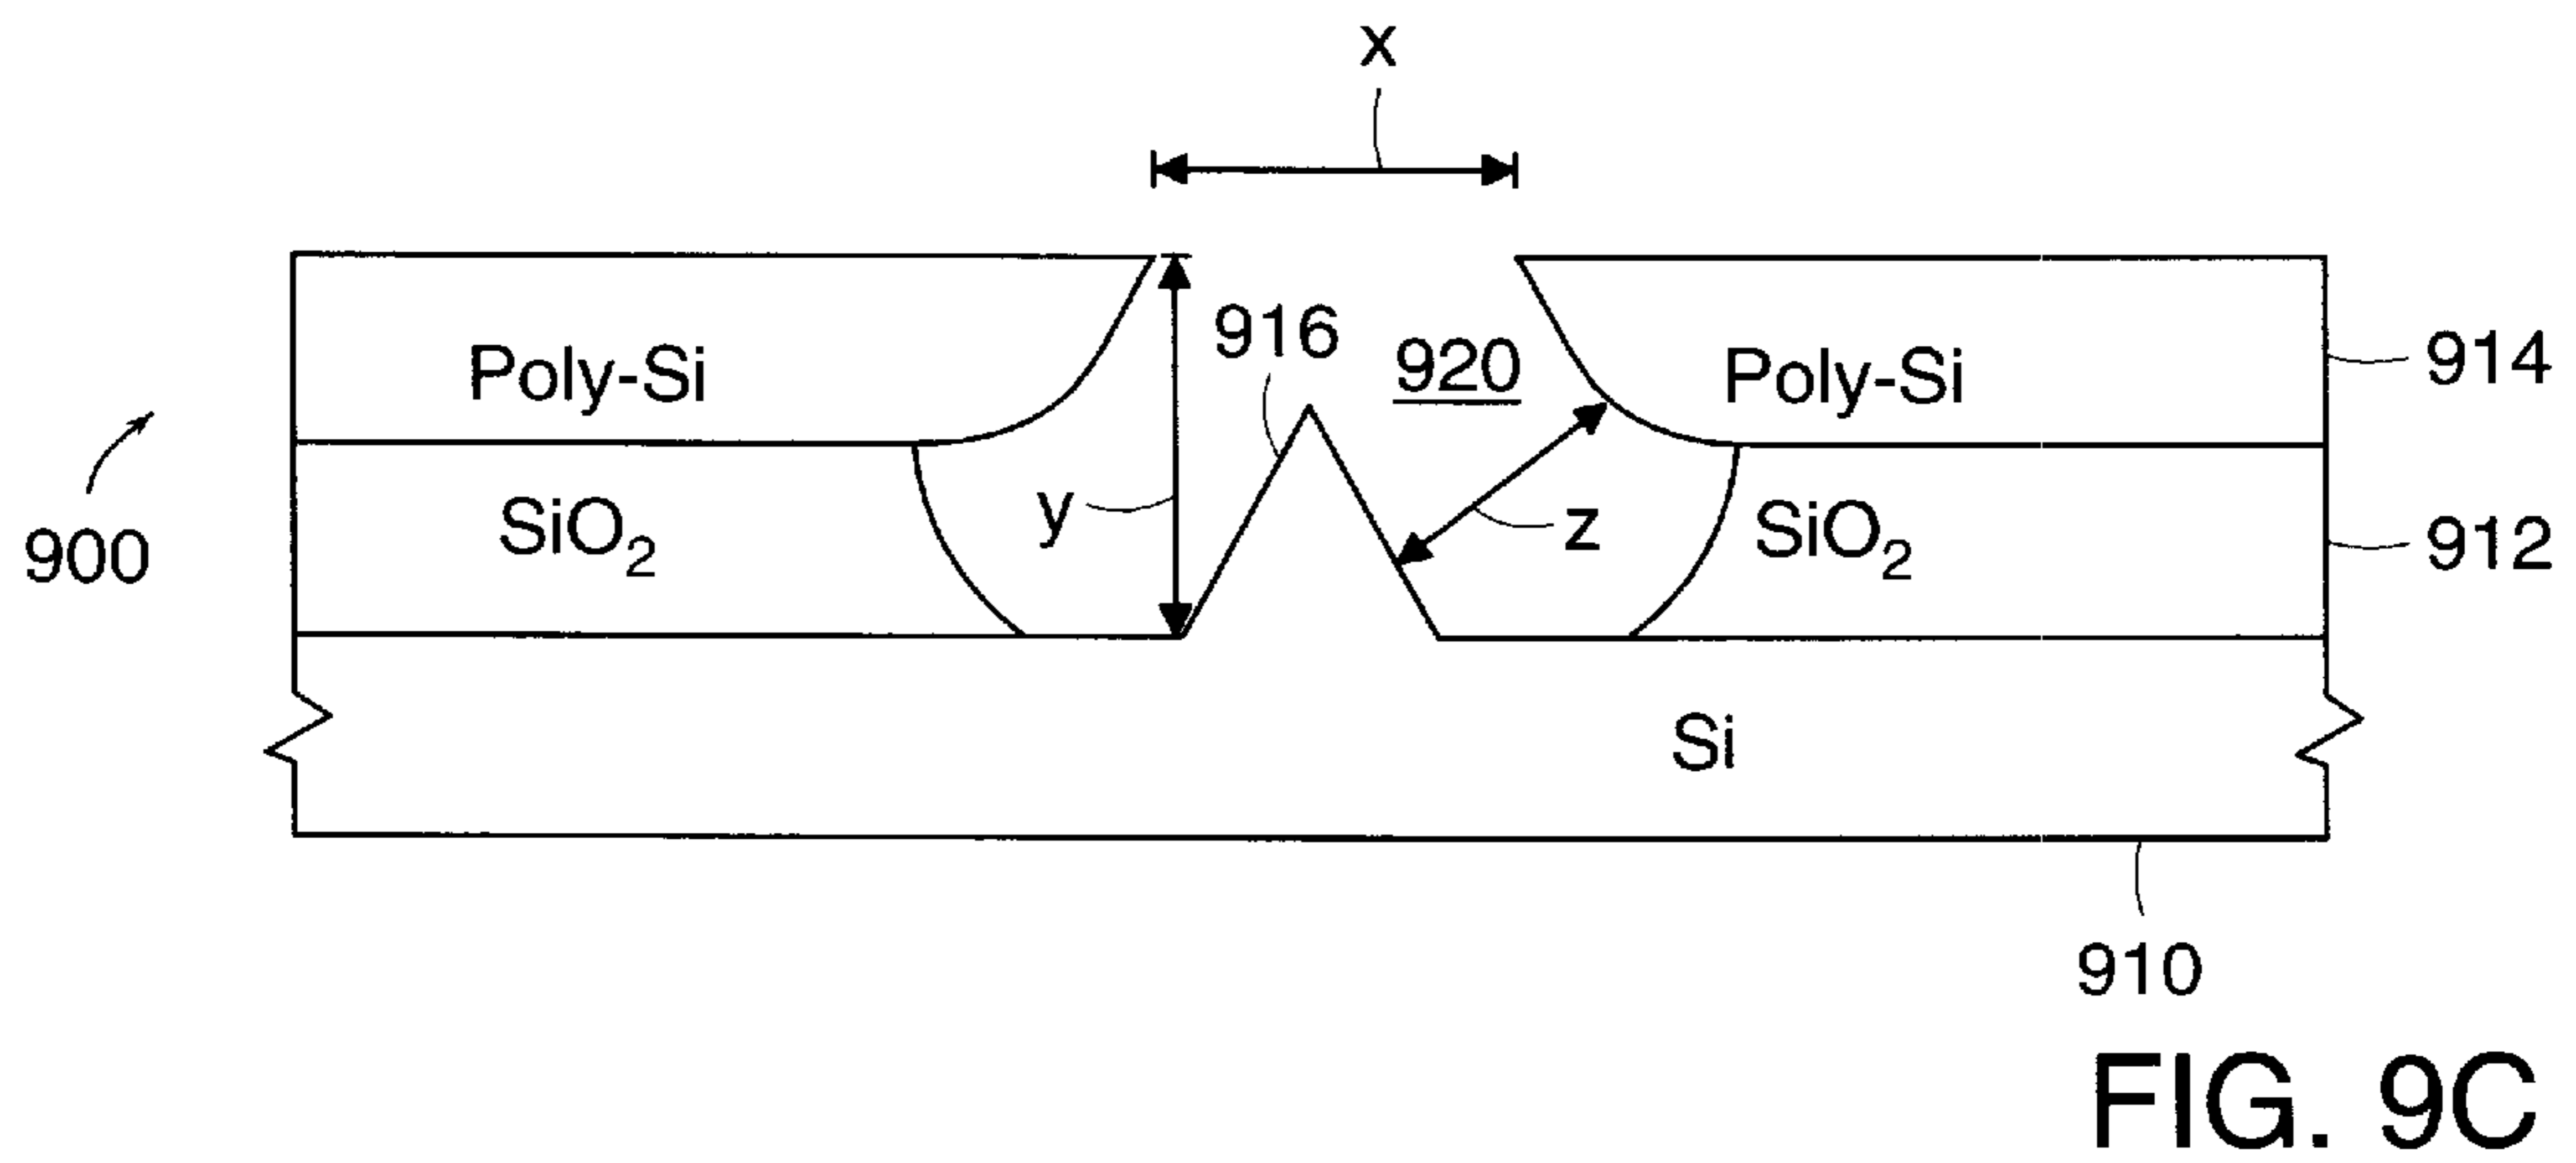 x
916
920
Poly-Si
Poly-Si
914
y
z
SiO₂
SiO₂
900
912
Si
910
FIG. 9C